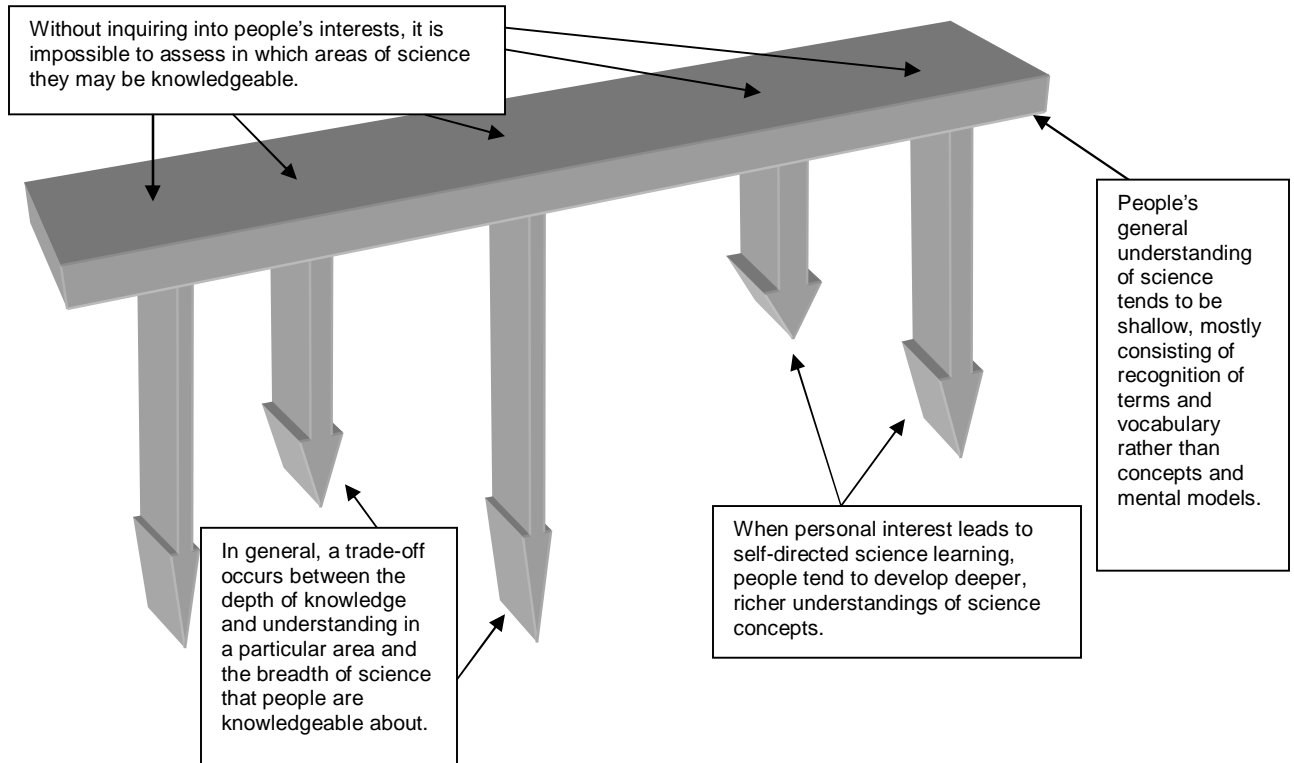 Without inquiring into people’s interests, it is
impossible to assess in which areas of science
they may be knowledgeable.
People’s
general
understanding
of science
tends to be
shallow, mostly
consisting of
recognition of
terms and
vocabulary
rather than
concepts and
mental models.
In general, a trade-off
occurs between the
depth of knowledge
and understanding in
a particular area and
the breadth of science
that people are
knowledgeable about.
When personal interest leads to
self-directed science learning,
people tend to develop deeper,
richer understandings of science
concepts.